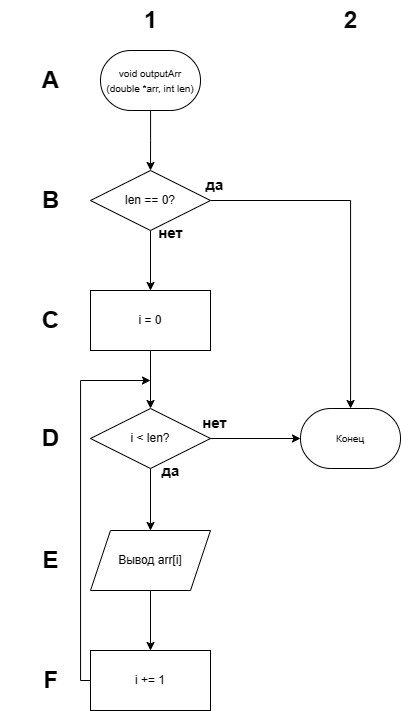 1
2
A
void outputArr
(double *arr, int len)
B
len == 0?
да
нет
C
i = 0
D
i < len?
нет
Конец
да
E
Вывод arr[i]
F
i += 1